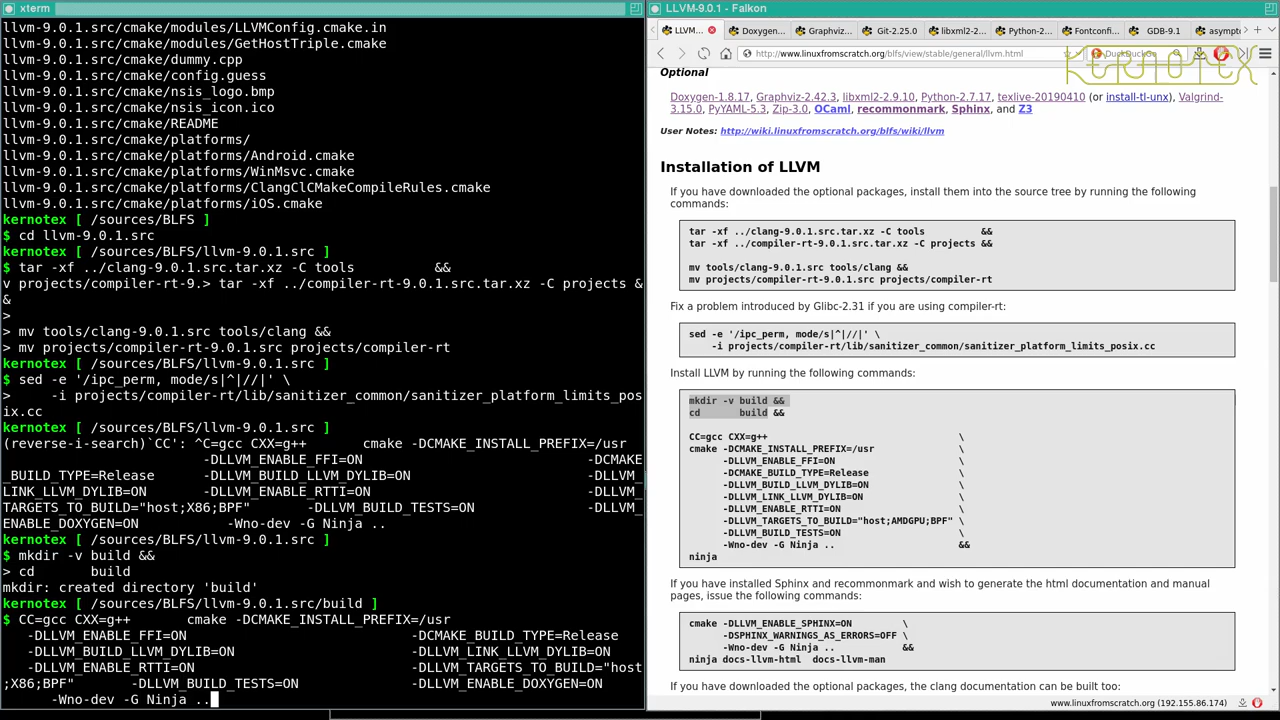 xterm
llvm-9.0.1.src/cmake/modules/LLVMConfig.cmake.in
llvm-9.0.1.src/cmake/modules/GetHostTriple.cmake
llvm-9.0.1.src/cmake/dummy.cpp
llvm-9.0.1.src/cmake/config.guess
llvm-9.0.1.src/cmake/nsis_logo.bmp
llvm-9.0.1.src/cmake/nsis_icon.ico
llvm-9.0.1.src/cmake/README
llvm-9.0.1.src/cmake/platforms/
llvm-9.0.1.src/cmake/platforms/Android.cmake
llvm-9.0.1.src/cmake/platforms/WinMsvc.cmake
llvm-9.0.1.src/cmake/platforms/ClangClCMakeCompileRules.cmake
llvm-9.0.1.src/cmake/platforms/iOS.cmake
kernotex [ /sources/BLFS ]
$ cd llvm-9.0.1.src
kernotex [ /sources/BLFS/llvm-9.0.1.src ]
$ tar -xf ../clang-9.0.1.src.tar.xz -C tools          &&
v projects/compiler-rt-9.> tar -xf ../compiler-rt-9.0.1.src.tar.xz -C projects &
&
>
> mv tools/clang-9.0.1.src tools/clang &&
> mv projects/compiler-rt-9.0.1.src projects/compiler-rt
kernotex [ /sources/BLFS/llvm-9.0.1.src ]
$ sed -e '/ipc_perm, mode/s|^|//|' \
>     -i projects/compiler-rt/lib/sanitizer_common/sanitizer_platform_limits_pos
ix.cc
kernotex [ /sources/BLFS/llvm-9.0.1.src ]
(reverse-i-search)`CC': ^C=gcc CXX=g++      cmake -DCMAKE_INSTALL_PREFIX=/usr
-DLLVM_ENABLE_FFI=ON                            -DCMAKE
_BUILD_TYPE=Release      -DLLVM_BUILD_LLVM_DYLIB=ON                            -DLLVM_
LINK_LLVM_DYLIB=ON       -DLLVM_ENABLE_RTTI=ON                           -DLLVM_
TARGETS_TO_BUILD="host;X86;BPF"       -DLLVM_BUILD_TESTS=ON              -DLLVM_
ENABLE_DOXYGEN=ON           -Wno-dev -G Ninja ..
kernotex [ /sources/BLFS/llvm-9.0.1.src ]
$ mkdir -v build &&
> cd       build
mkdir: created directory 'build'
kernotex [ /sources/BLFS/llvm-9.0.1.src/build ]
$ CC=gcc CXX=g++       cmake -DCMAKE_INSTALL_PREFIX=/usr
-DLLVM_ENABLE_FFI=ON                            -DCMAKE_BUILD_TYPE=Release
-DLLVM_BUILD_LLVM_DYLIB=ON                      -DLLVM_LINK_LLVM_DYLIB=ON
-DLLVM_ENABLE_RTTI=ON                           -DLLVM_TARGETS_TO_BUILD="host
;X86;BPF"    -DLLVM_BUILD_TESTS=ON              -DLLVM_ENABLE_DOXYGEN=ON
-Wno-dev -G Ninja ..
LLVM-9.0.1 - Falkon
LLVM... Doxygen... Graphviz... Git-2.25.0 libxml2-2... Python-2... Fontconfi... GDB-9.1 asympto
http://www.linuxfromscratch.org/blfs/view/stable/general/llvm.html DuckDuckGo
KERNOTEX
Optional
Doxygen-1.8.17, Graphviz-2.42.3, libxml2-2.9.10, Python-2.7.17, texlive-20190410 (or install-tl-unx), Valgrind-
3.15.0, PyYAML-5.3, Zip-3.0, OCaml, recommonmark, Sphinx, and Z3
User Notes: http://wiki.linuxfromscratch.org/blfs/wiki/llvm
Installation of LLVM
If you have downloaded the optional packages, install them into the source tree by running the following
commands:
tar -xf ../clang-9.0.1.src.tar.xz -C tools          &&
tar -xf ../compiler-rt-9.0.1.src.tar.xz -C projects &&
mv tools/clang-9.0.1.src tools/clang &&
mv projects/compiler-rt-9.0.1.src projects/compiler-rt
Fix a problem introduced by Glibc-2.31 if you are using compiler-rt:
sed -e '/ipc_perm, mode/s|^|//|' \
-i projects/compiler-rt/lib/sanitizer_common/sanitizer_platform_limits_posix.cc
Install LLVM by running the following commands:
mkdir -v build &&
cd       build &&
CC=gcc CXX=g++                                  \
cmake -DCMAKE_INSTALL_PREFIX=/usr               \
-DLLVM_ENABLE_FFI=ON                      \
-DCMAKE_BUILD_TYPE=Release                \
-DLLVM_BUILD_LLVM_DYLIB=ON                \
-DLLVM_LINK_LLVM_DYLIB=ON                 \
-DLLVM_ENABLE_RTTI=ON                     \
-DLLVM_TARGETS_TO_BUILD="host;AMDGPU;BPF" \
-DLLVM_BUILD_TESTS=ON                     \
-Wno-dev -G Ninja ..                      &&
ninja
If you have installed Sphinx and recommonmark and wish to generate the html documentation and manual
pages, issue the following commands:
cmake -DLLVM_ENABLE_SPHINX=ON         \
-DSPHINX_WARNINGS_AS_ERRORS=OFF \
-Wno-dev -G Ninja ..            &&
ninja docs-llvm-html  docs-llvm-man
If you have downloaded the optional packages, the clang documentation can be built too:
www.linuxfromscratch.org (192.155.86.174)